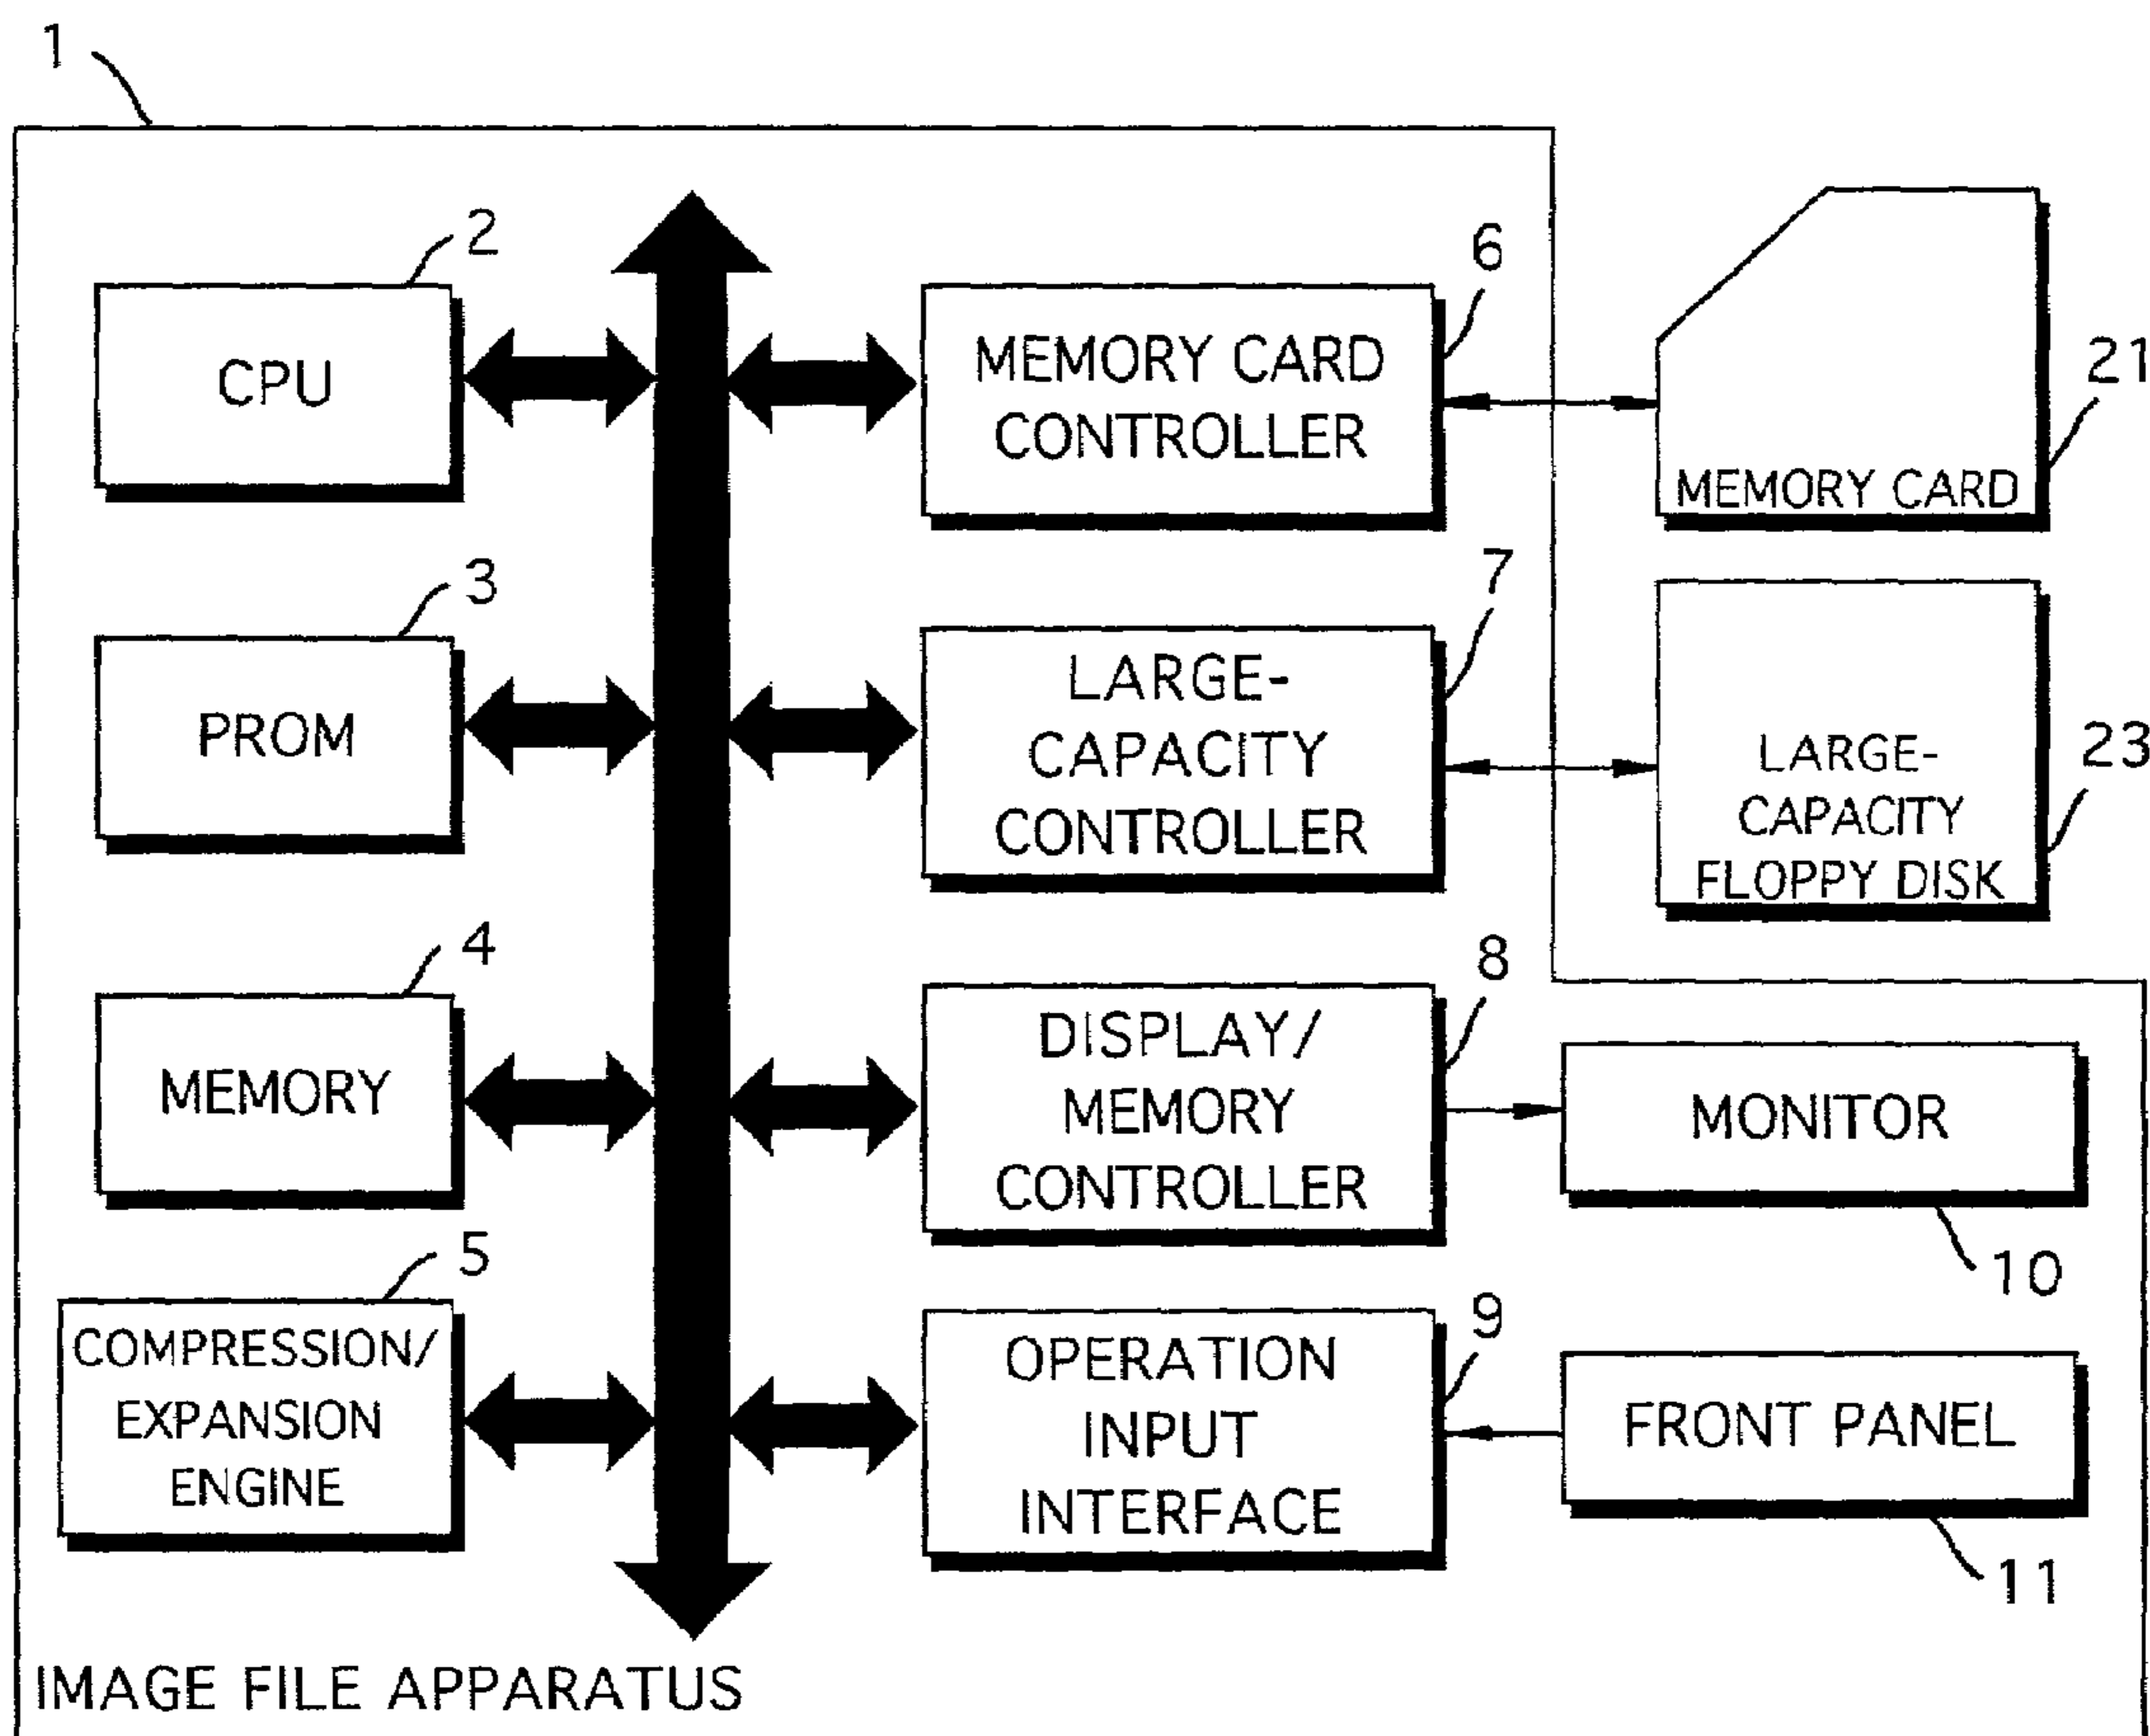 1
2
CPU
3
PROM
4
MEMORY
5
COMPRESSION/
EXPANSION
ENGINE
6
MEMORY CARD
CONTROLLER
7
LARGE-
CAPACITY
CONTROLLER
8
DISPLAY/
MEMORY
CONTROLLER
9
OPERATION
INPUT
INTERFACE
21
MEMORY CARD
23
LARGE-
CAPACITY
FLOPPY DISK
MONITOR
10
FRONT PANEL
11
IMAGE FILE APPARATUS